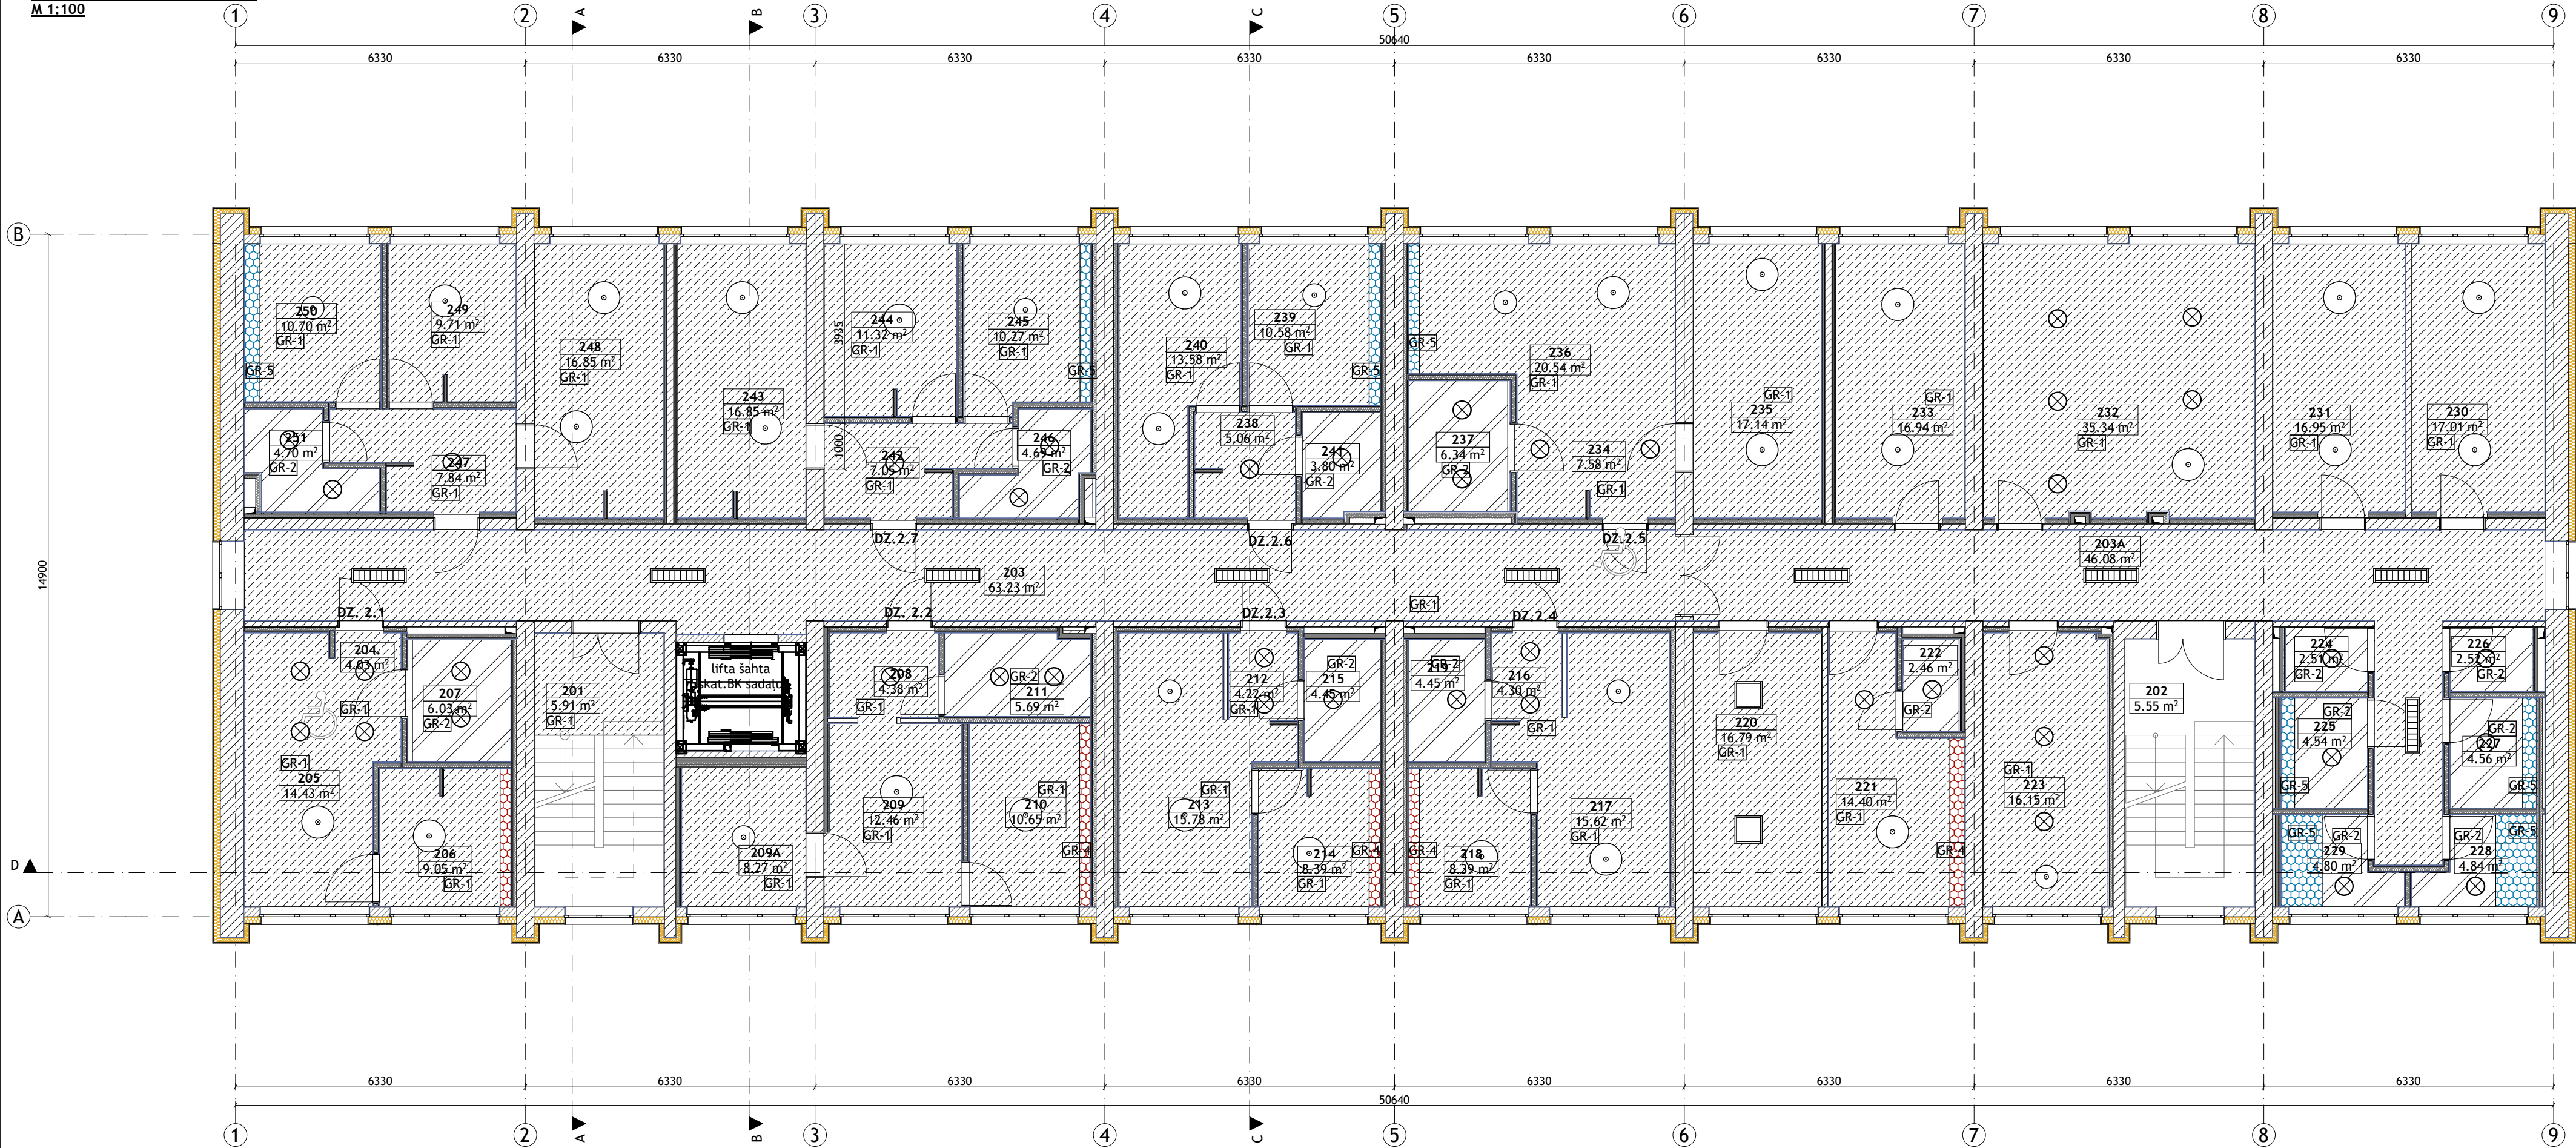 M 1:100
1 2 A B 3 4 C 5 6 7 8 9
50640
6330 6330 6330 6330 6330 6330 6330 6330
B
14900
D
A
250
10.70 m²
GR-1
GR-5
249
9.71 m²
GR-1
248
16.85 m²
GR-1
243
16.85 m²
GR-1
244
11.32 m²
GR-1
3935
245
10.27 m²
GR-1
GR-5
240
13.58 m²
GR-1
239
10.58 m²
GR-1
GR-5
GR-5
236
20.54 m²
GR-1
235
17.14 m²
GR-1
233
16.94 m²
GR-1
232
35.34 m²
GR-1
231
16.95 m²
GR-1
230
17.01 m²
GR-1
251
4.70 m²
GR-2
247
7.84 m²
GR-1
1000
242
7.05 m²
GR-1
246
4.69 m²
GR-2
238
5.06 m²
241
3.80 m²
GR-2
237
6.34 m²
GR-2
234
7.58 m²
GR-1
DZ.2.7
DZ.2.6
DZ.2.5
203
63.23 m²
GR-1
203A
46.08 m²
DZ. 2.1
DZ. 2.2
DZ.2.3
DZ.2.4
204.
4.03 m²
GR-1
GR-1
205
14.43 m²
207
6.03 m²
GR-2
206
9.05 m²
GR-1
201
5.91 m²
GR-1
lifta šahta
skat.BK sadaļu
209A
8.27 m²
GR-1
208
4.38 m²
GR-1
GR-2
211
5.69 m²
209
12.46 m²
GR-1
GR-1
210
10.65 m²
GR-4
212
4.22 m²
GR-1
GR-2
215
4.45 m²
GR-1
213
15.78 m²
214
8.39 m²
GR-1
GR-4
GR-2
219
4.45 m²
216
4.30 m²
GR-1
GR-4
218
8.39 m²
GR-1
217
15.62 m²
GR-1
220
16.79 m²
GR-1
222
2.46 m²
GR-2
221
14.40 m²
GR-1
GR-4
GR-1
223
16.15 m²
202
5.55 m²
224
2.51 m²
GR-2
226
2.52 m²
GR-2
GR-2
225
4.54 m²
GR-5
GR-2
227
4.56 m²
GR-5
GR-5
GR-2
229
4.80 m²
GR-2
GR-5
228
4.84 m²
6330 6330 6330 6330 6330 6330 6330 6330
50640
1 2 A B 3 4 C 5 6 7 8 9